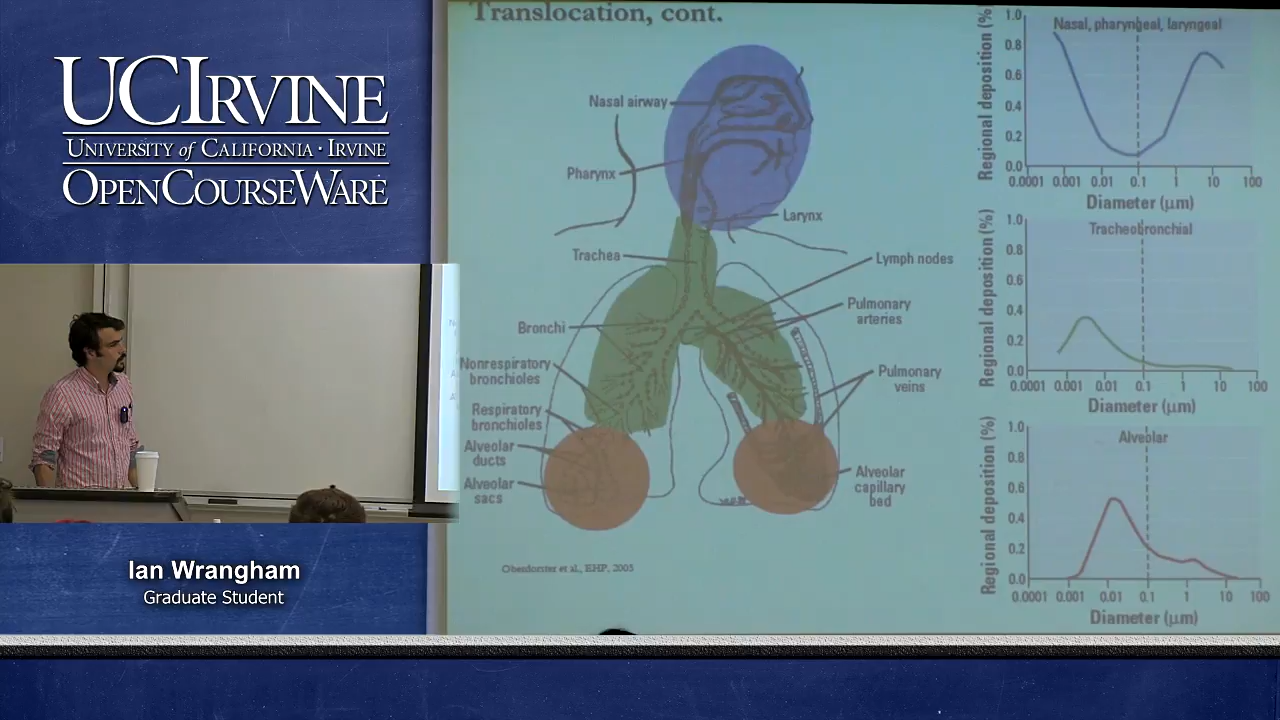 UCIRVINE
UNIVERSITY of CALIFORNIA · IRVINE
OPENCOURSEWARE
Ian Wrangham
Graduate Student
Translocation, cont.
Nasal airway
Pharynx
Larynx
Trachea
Lymph nodes
Pulmonary
arteries
Bronchi
Nonrespiratory
bronchioles
Pulmonary
veins
Respiratory
bronchioles
Alveolar
ducts
Alveolar
sacs
Alveolar
capillary
bed
Oberdorster et al., EHP, 2005
Nasal, pharyngeal, laryngeal
Regional deposition (%)
1.0
0.8
0.6
0.4
0.2
0.0
0.0001 0.001 0.01 0.1 1 10 100
Diameter (μm)
Tracheobronchial
Regional deposition (%)
1.0
0.8
0.6
0.4
0.2
0.0
0.0001 0.001 0.01 0.1 1 10 100
Diameter (μm)
Alveolar
Regional deposition (%)
1.0
0.8
0.6
0.4
0.2
0.0
0.0001 0.001 0.01 0.1 1 10 100
Diameter (μm)